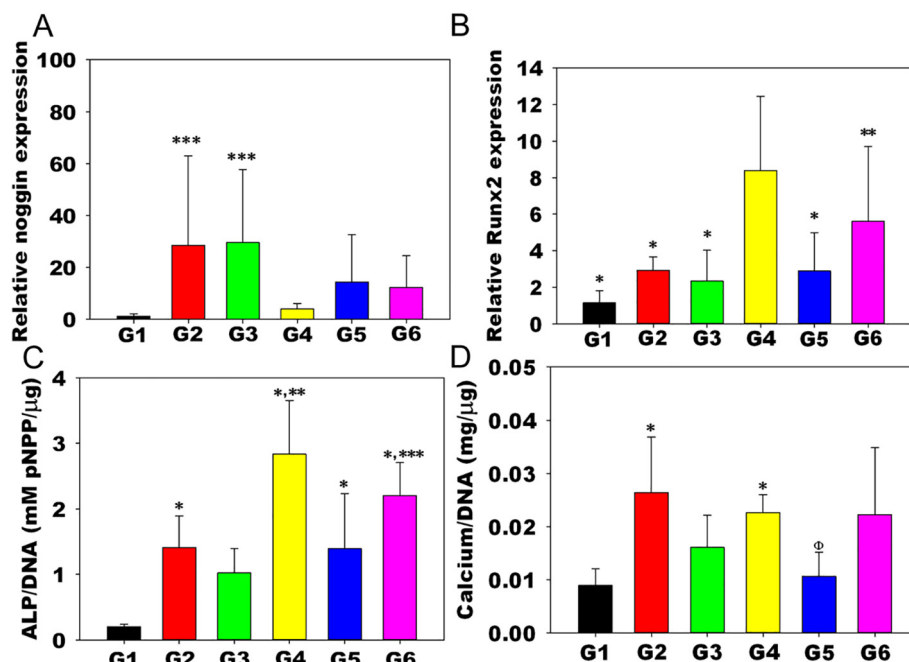 A
Relative noggin expression
100
80
60
40
20
0
*** ***
G1 G2 G3 G4 G5 G6
B
Relative Runx2 expression
14
12
10
8
6
4
2
0
* * * * **
G1 G2 G3 G4 G5 G6
C
ALP/DNA (mM pNPP/μg)
4
3
2
1
0
* *,** * *,***
G1 G2 G3 G4 G5 G6
D
Calcium/DNA (mg/μg)
0.05
0.04
0.03
0.02
0.01
0.00
* * Φ
G1 G2 G3 G4 G5 G6